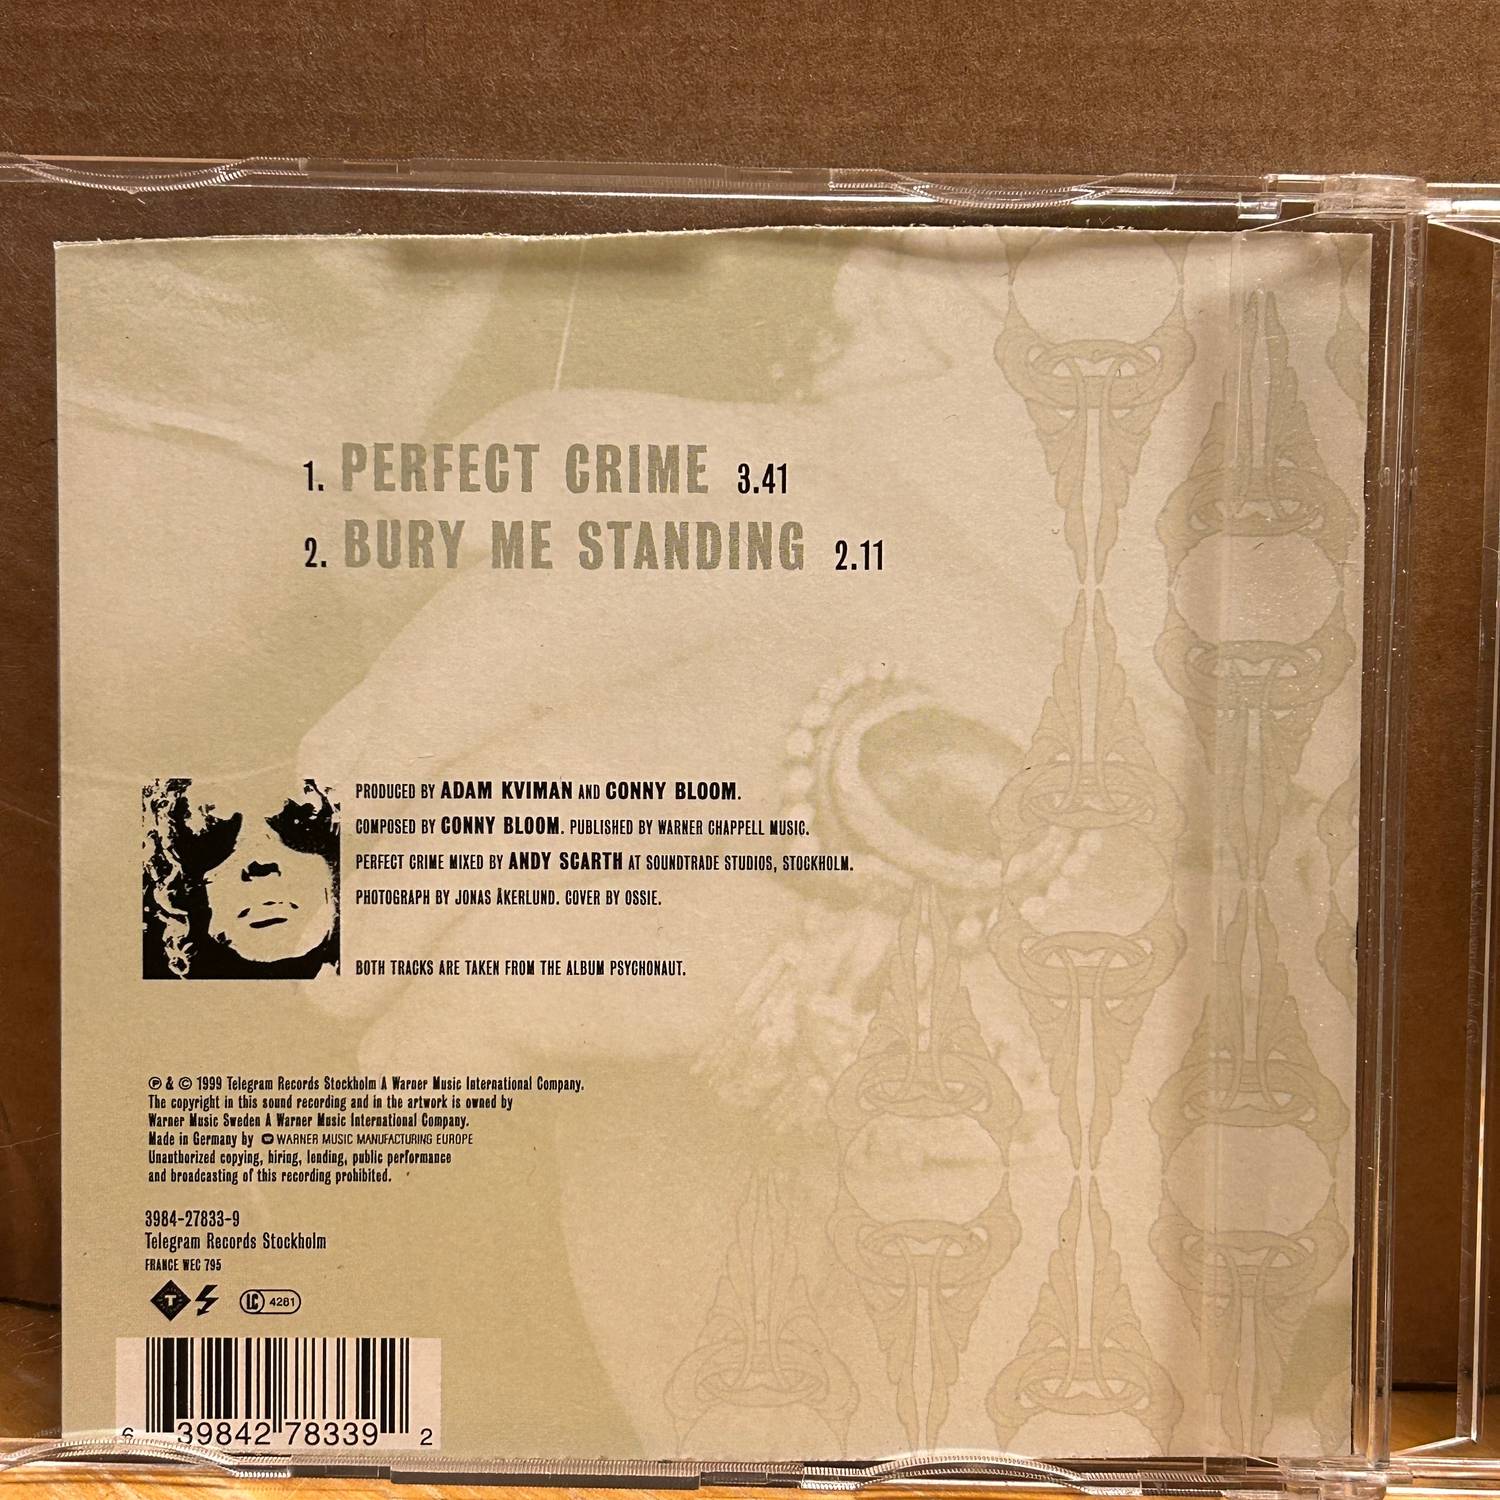 1. PERFECT CRIME 3.41
2. BURY ME STANDING 2.11
PRODUCED BY ADAM KVIMAN AND CONNY BLOOM.
COMPOSED BY CONNY BLOOM. PUBLISHED BY WARNER CHAPPELL MUSIC.
PERFECT CRIME MIXED BY ANDY SCARTH AT SOUNDTRADE STUDIOS, STOCKHOLM.
PHOTOGRAPH BY JONAS ÅKERLUND. COVER BY OSSIE.
BOTH TRACKS ARE TAKEN FROM THE ALBUM PSYCHONAUT.
℗ & © 1999 Telegram Records Stockholm A Warner Music International Company.
The copyright in this sound recording and in the artwork is owned by
Warner Music Sweden A Warner Music International Company.
Made in Germany by WARNER MUSIC MANUFACTURING EUROPE
Unauthorized copying, hiring, lending, public performance
and broadcasting of this recording prohibited.
3984-27833-9
Telegram Records Stockholm
FRANCE WEC 795
T LC 4281
6 39842 78339 2